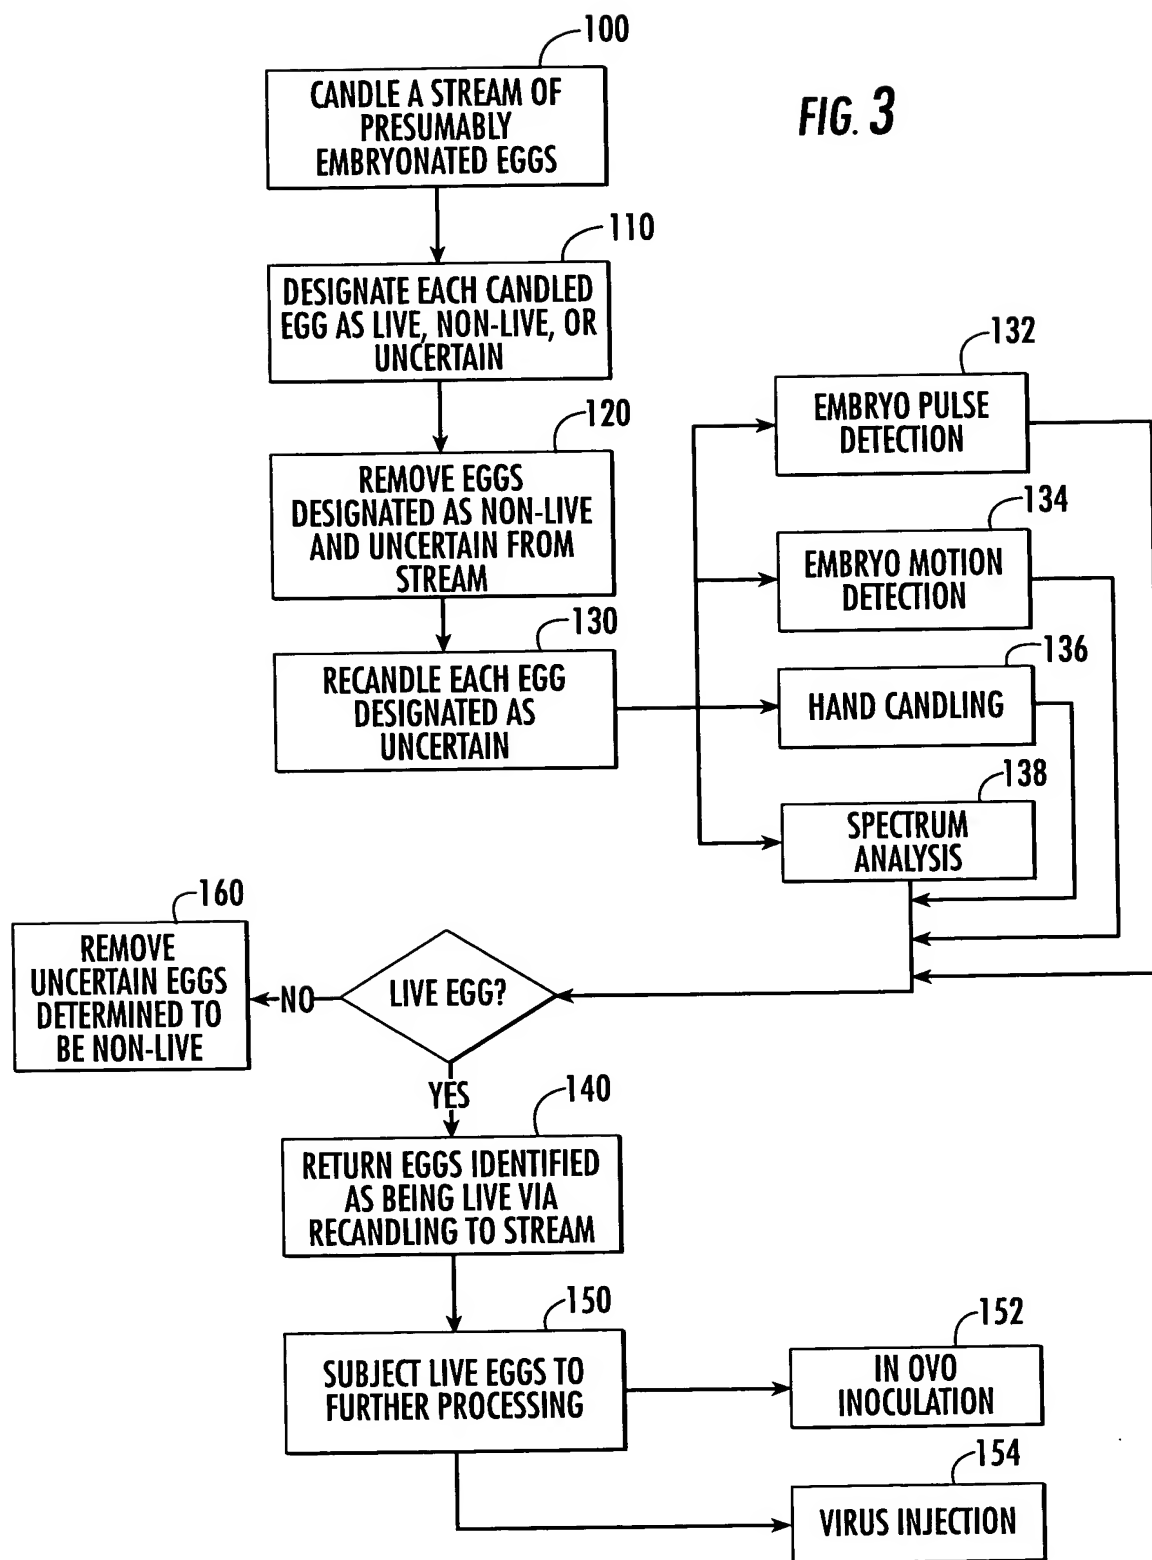 100
CANDLE A STREAM OF
PRESUMABLY
EMBRYONATED EGGS
FIG. 3
110
DESIGNATE EACH CANDLED
EGG AS LIVE, NON-LIVE, OR
UNCERTAIN
120
REMOVE EGGS
DESIGNATED AS NON-LIVE
AND UNCERTAIN FROM
STREAM
130
RECANDLE EACH EGG
DESIGNATED AS
UNCERTAIN
132
EMBRYO PULSE
DETECTION
134
EMBRYO MOTION
DETECTION
136
HAND CANDLING
138
SPECTRUM
ANALYSIS
160
REMOVE
UNCERTAIN EGGS
DETERMINED TO
BE NON-LIVE
NO
LIVE EGG?
YES
140
RETURN EGGS IDENTIFIED
AS BEING LIVE VIA
RECANDLING TO STREAM
150
SUBJECT LIVE EGGS TO
FURTHER PROCESSING
152
IN OVO
INOCULATION
154
VIRUS INJECTION